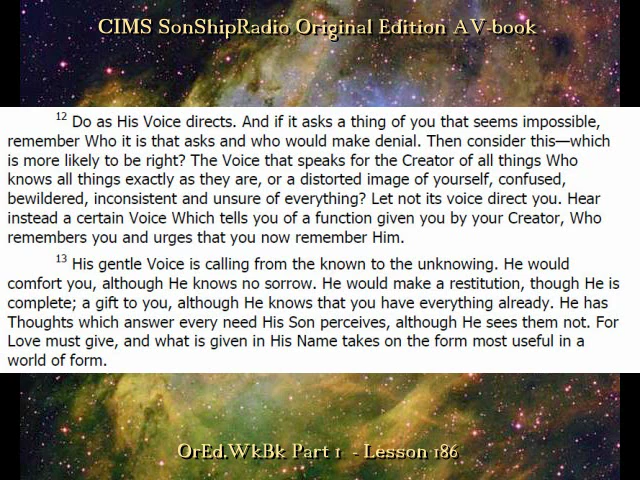 CIMS SonShipRadio Original Edition AV-book
12 Do as His Voice directs. And if it asks a thing of you that seems impossible,
remember Who it is that asks and who would make denial. Then consider this—which
is more likely to be right? The Voice that speaks for the Creator of all things Who
knows all things exactly as they are, or a distorted image of yourself, confused,
bewildered, inconsistent and unsure of everything? Let not its voice direct you. Hear
instead a certain Voice Which tells you of a function given you by your Creator, Who
remembers you and urges that you now remember Him.
13 His gentle Voice is calling from the known to the unknowing. He would
comfort you, although He knows no sorrow. He would make a restitution, though He is
complete; a gift to you, although He knows that you have everything already. He has
Thoughts which answer every need His Son perceives, although He sees them not. For
Love must give, and what is given in His Name takes on the form most useful in a
world of form.
OrEd.WkBk Part 1 - Lesson 186